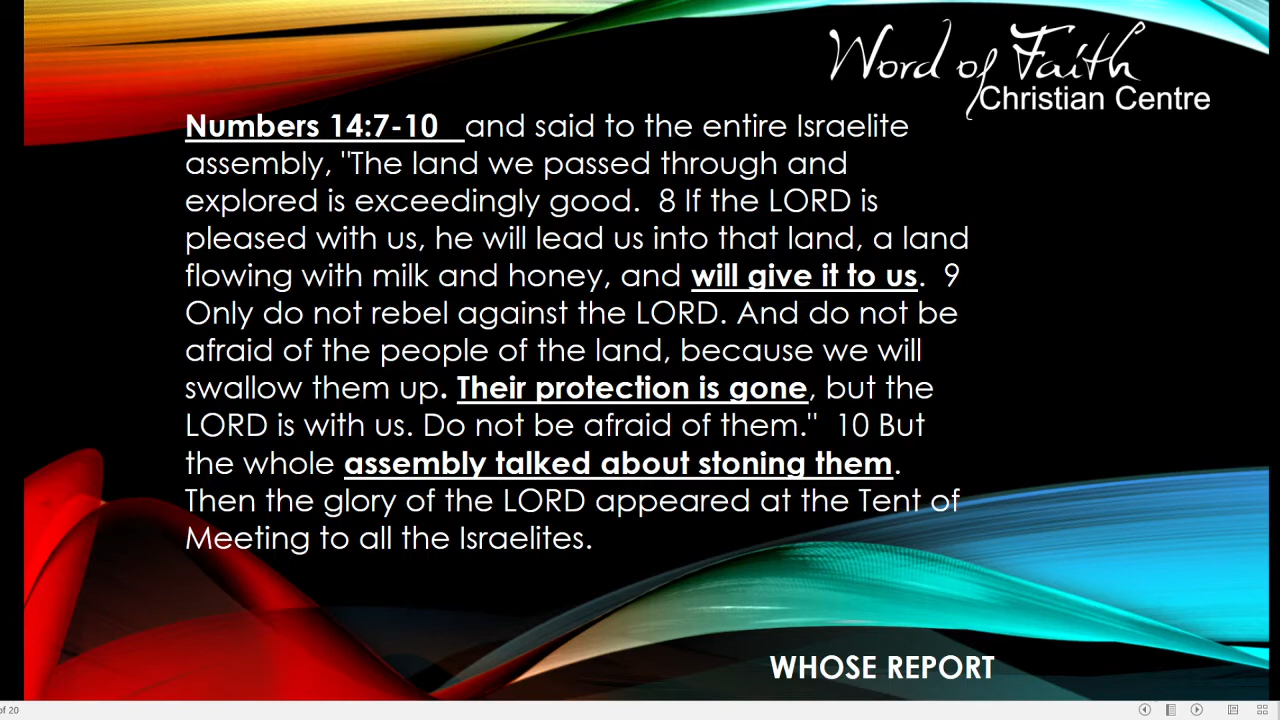 Word of Faith
Christian Centre
Numbers 14:7-10 and said to the entire Israelite
assembly, "The land we passed through and
explored is exceedingly good. 8 If the LORD is
pleased with us, he will lead us into that land, a land
flowing with milk and honey, and will give it to us. 9
Only do not rebel against the LORD. And do not be
afraid of the people of the land, because we will
swallow them up. Their protection is gone, but the
LORD is with us. Do not be afraid of them." 10 But
the whole assembly talked about stoning them.
Then the glory of the LORD appeared at the Tent of
Meeting to all the Israelites.
WHOSE REPORT
of 20